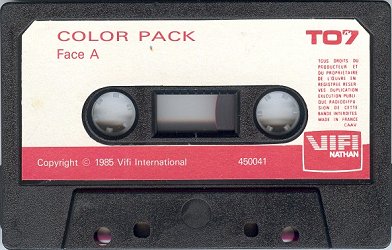 COLOR PACK
Face A
TO7
TOUS DROITS DU
PRODUCTEUR ET
DU PROPRIETAIRE
DE L'ŒUVRE EN
REGISTREE RESER
VES DUPLICATION
EXECUTION PUBLI
QUE RADIODIFFU
SION DE CETTE
BANDE INTERDITES
MADE IN FRANCE
VIFI
NATHAN
Copyright © 1985 Vifi International
450041